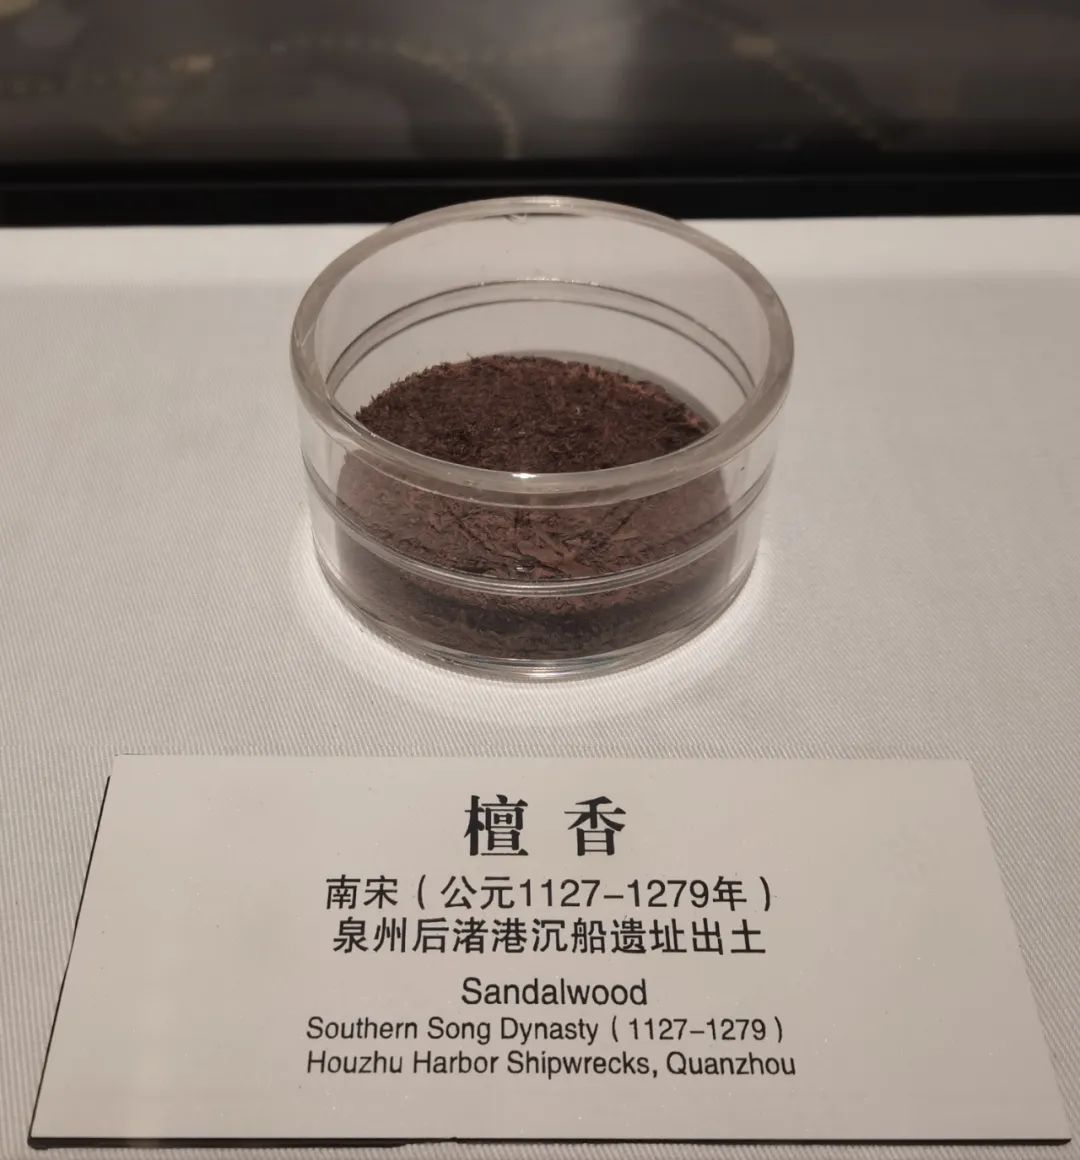 檀香
南宋（公元1127–1279年）
泉州后渚港沉船遗址出土
Sandalwood
Southern Song Dynasty（1127–1279）
Houzhu Harbor Shipwrecks, Quanzhou